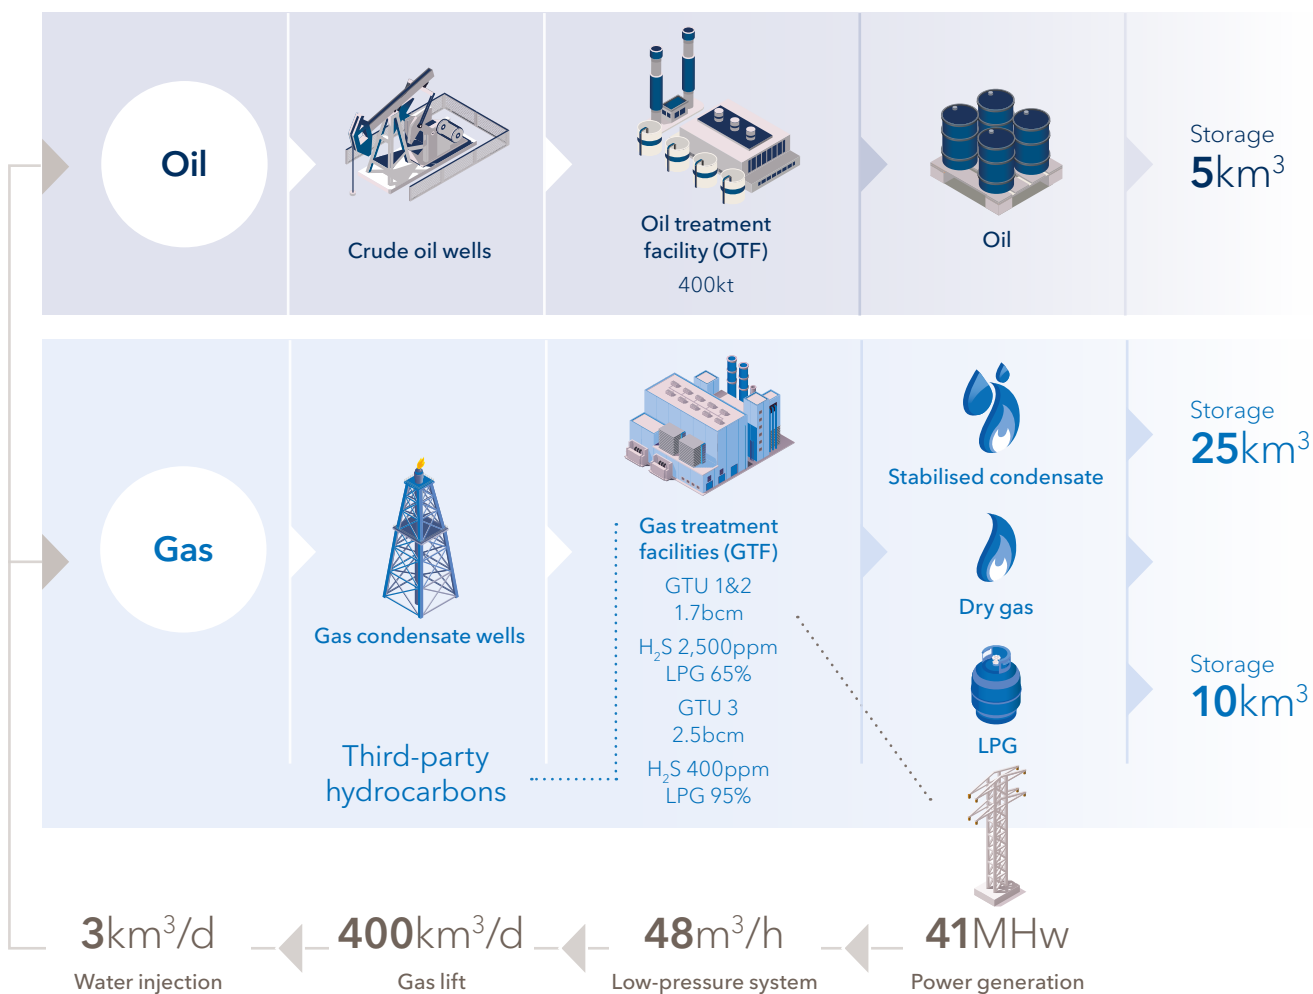 Oil
Crude oil wells
Oil treatment
facility (OTF)
400kt
Oil
Storage
5km³
Gas
Gas condensate wells
Third-party
hydrocarbons
Gas treatment
facilities (GTF)
GTU 1&2
1.7bcm
H₂S 2,500ppm
LPG 65%
GTU 3
2.5bcm
H₂S 400ppm
LPG 95%
Stabilised condensate
Dry gas
LPG
Storage
25km³
Storage
10km³
3km³/d
Water injection
400km³/d
Gas lift
48m³/h
Low-pressure system
41MHw
Power generation